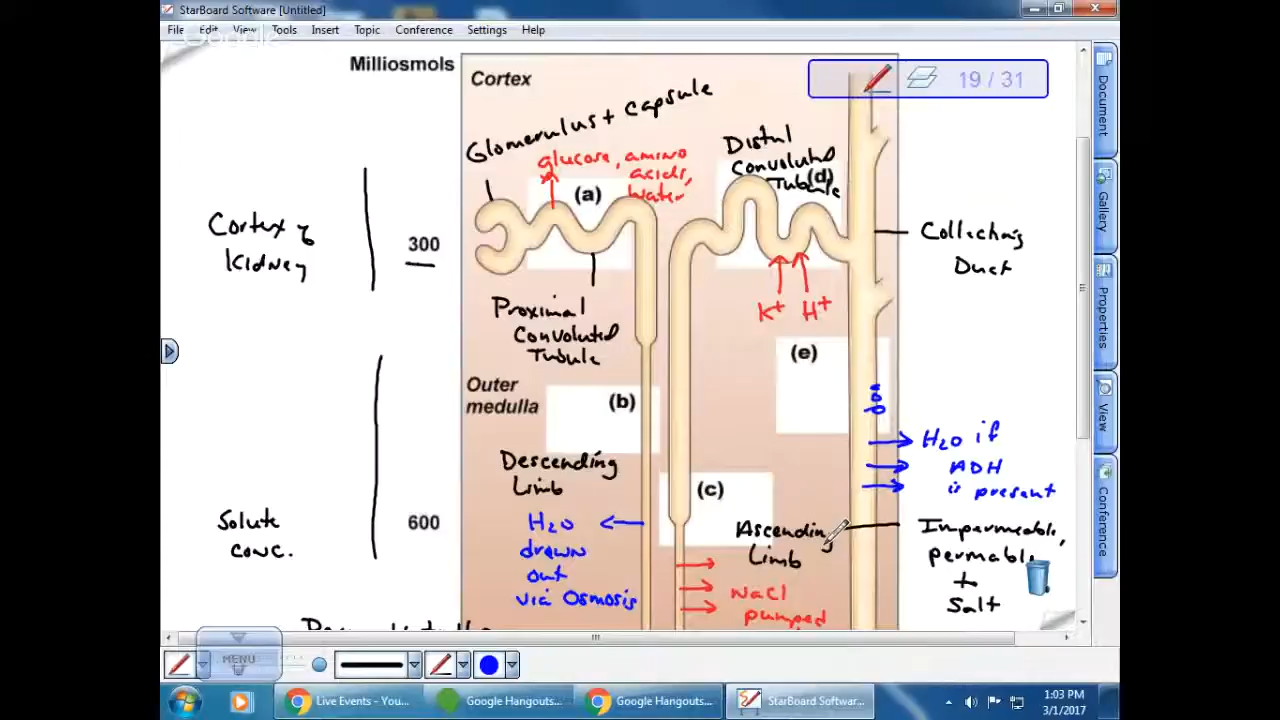 StarBoard Software [Untitled]
File Edit View Tools Insert Topic Conference Settings Help
Google
19 / 31
Milliosmols
Cortex
Glomerulus + Capsule
glucose, amino
acids,
water
(a)
Distal
Convoluted
Tubule
(d)
Cortex of
Kidney
300
Collecting
Duct
K+ H+
Proximal
Convoluted
Tubule
(e)
Outer
medulla
(b)
H2O if
ADH
is present
Descending
Limb
(c)
Solute
conc.
600
H2O
drawn
out
via Osmosis
Ascending
Limb
Impermeable,
permable
+
Salt
NaCl
pumped
Document
Gallery
Properties
View
Conference
MENU
Live Events - You...
Google Hangouts...
Google Hangouts...
StarBoard Softwar...
1:03 PM
3/1/2017